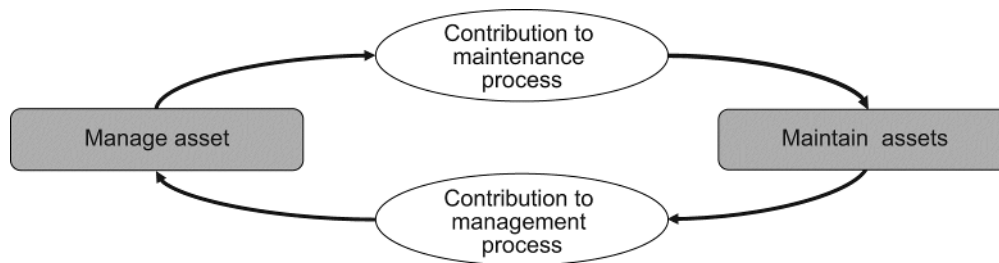 Contribution to
maintenance
process
Manage asset
Maintain assets
Contribution to
management
process